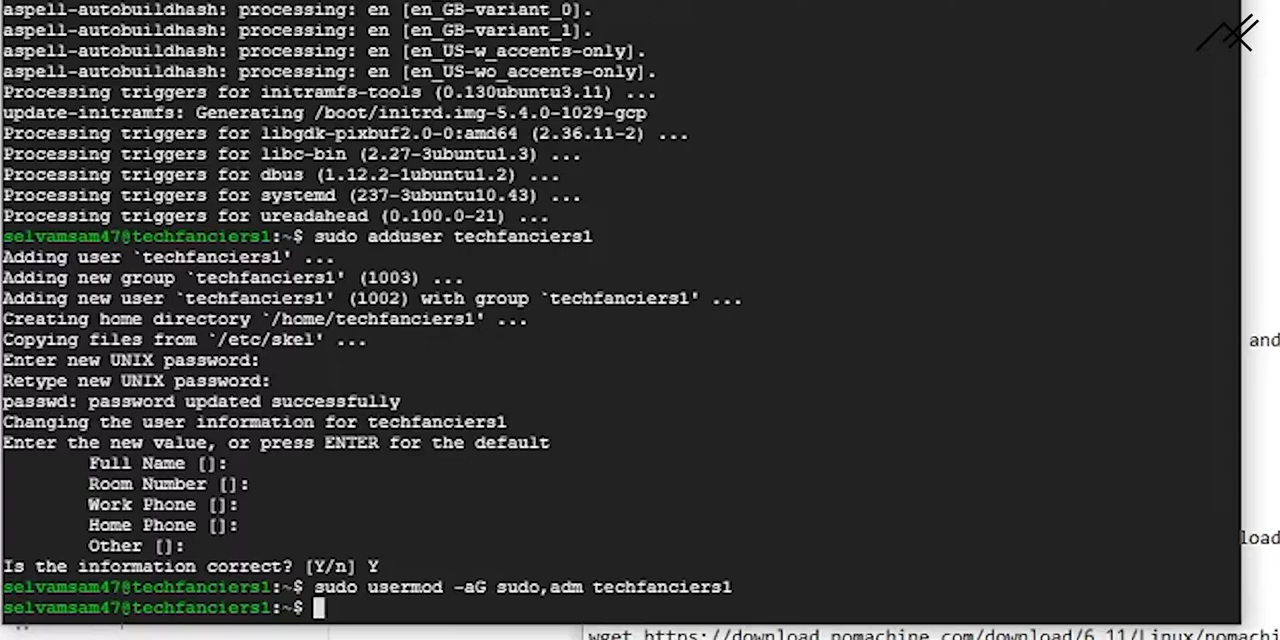 aspell-autobuildhash: processing: en [en_GB-variant_0].
aspell-autobuildhash: processing: en [en_GB-variant_1].
aspell-autobuildhash: processing: en [en_US-w_accents-only].
aspell-autobuildhash: processing: en [en_US-wo_accents-only].
Processing triggers for initramfs-tools (0.130ubuntu3.11) ...
update-initramfs: Generating /boot/initrd.img-5.4.0-1029-gcp
Processing triggers for libgdk-pixbuf2.0-0:amd64 (2.36.11-2) ...
Processing triggers for libc-bin (2.27-3ubuntu1.3) ...
Processing triggers for dbus (1.12.2-1ubuntu1.2) ...
Processing triggers for systemd (237-3ubuntu10.43) ...
Processing triggers for ureadahead (0.100.0-21) ...
selvamsam47@techfanciers1:~$ sudo adduser techfanciers1
Adding user `techfanciers1' ...
Adding new group `techfanciers1' (1003) ...
Adding new user `techfanciers1' (1002) with group `techfanciers1' ...
Creating home directory `/home/techfanciers1' ...
Copying files from `/etc/skel' ...
and
Enter new UNIX password:
Retype new UNIX password:
passwd: password updated successfully
Changing the user information for techfanciers1
Enter the new value, or press ENTER for the default
Full Name []:
Room Number []:
Work Phone []:
Home Phone []:
load
Other []:
Is the information correct? [Y/n] Y
selvamsam47@techfanciers1:~$ sudo usermod -aG sudo,adm techfanciers1
selvamsam47@techfanciers1:~$
wget https://download.nomachine.com/download/6.11/Linux/nomachi